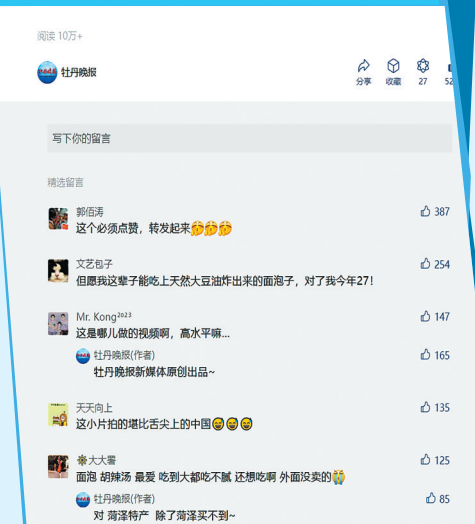 阅读 10万+
牡丹晚报
分享 收藏 27 52
写下你的留言
精选留言
郭佰涛 387
这个必须点赞，转发起来
文艺包子 254
但愿我这辈子能吃上天然大豆油炸出来的面泡子，对了我今年27！
Mr. Kong²⁰²³ 147
这是哪儿做的视频啊，高水平嘛...
牡丹晚报(作者) 165
牡丹晚报新媒体原创出品~
天天向上 135
这小片拍的堪比舌尖上的中国
大大署 125
面泡 胡辣汤 最爱 吃到大都吃不腻 还想吃啊 外面没卖的
牡丹晚报(作者) 85
对 菏泽特产 除了菏泽买不到~